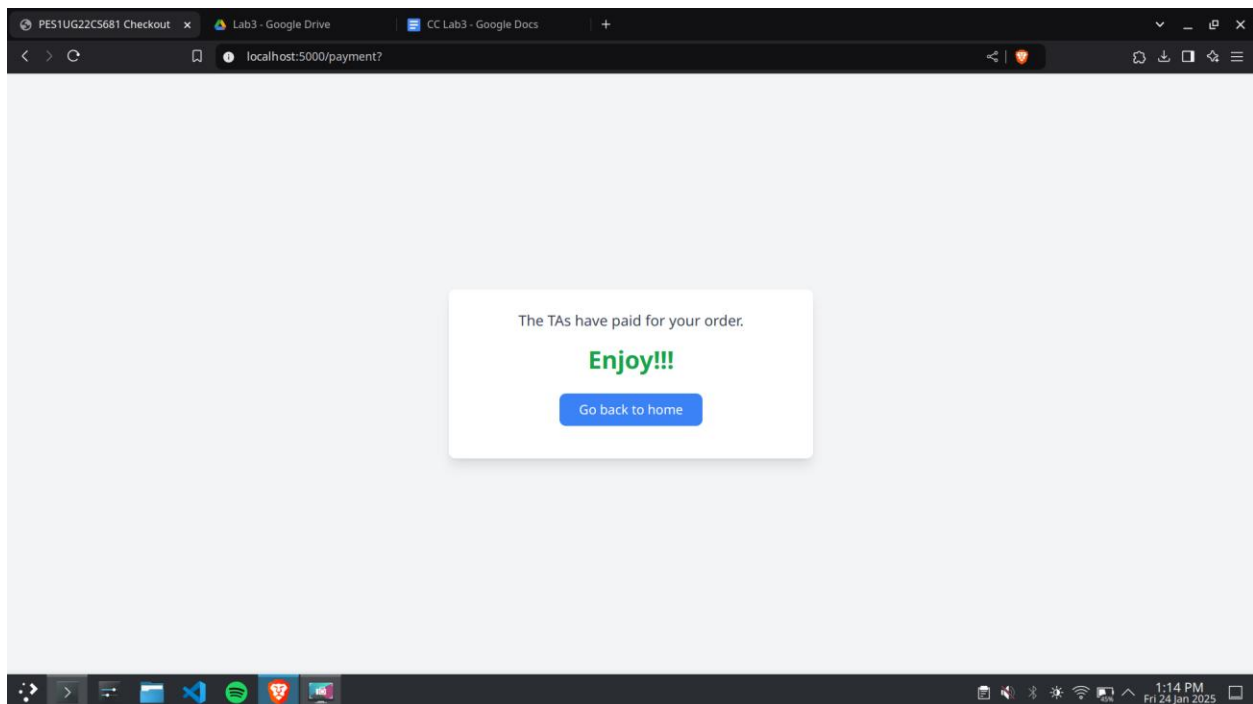 PES1UG22CS681 Checkout
Lab3 - Google Drive
CC Lab3 - Google Docs
localhost:5000/payment?
The TAs have paid for your order.
Enjoy!!!
Go back to home
45%
1:14 PM
Fri 24 Jan 2025